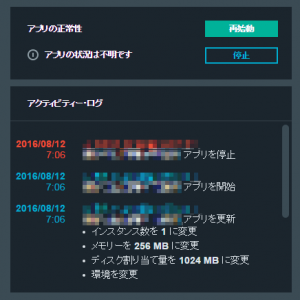 アプリの正常性
再始動
アプリの状況は不明です
停止
アクティビティー・ログ
2016/08/12
7:06
アプリを停止
2016/08/12
7:06
アプリを開始
2016/08/12
7:06
アプリを更新
• インスタンス数を 1 に変更
• メモリーを 256 MB に変更
• ディスク割り当て量を 1024 MB に変更
• 環境を変更